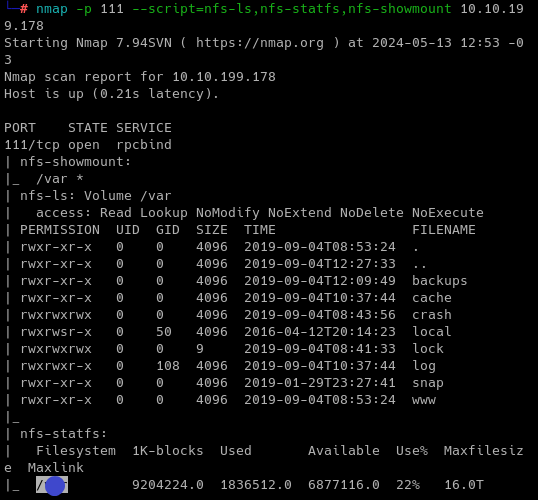 └─# nmap -p 111 --script=nfs-ls,nfs-statfs,nfs-showmount 10.10.19
9.178
Starting Nmap 7.94SVN ( https://nmap.org ) at 2024-05-13 12:53 -0
3
Nmap scan report for 10.10.199.178
Host is up (0.21s latency).

PORT    STATE SERVICE
111/tcp open  rpcbind
| nfs-showmount:
|_  /var *
| nfs-ls: Volume /var
|   access: Read Lookup NoModify NoExtend NoDelete NoExecute
| PERMISSION  UID  GID  SIZE  TIME                 FILENAME
| rwxr-xr-x   0    0    4096  2019-09-04T08:53:24  .
| rwxr-xr-x   0    0    4096  2019-09-04T12:27:33  ..
| rwxr-xr-x   0    0    4096  2019-09-04T12:09:49  backups
| rwxr-xr-x   0    0    4096  2019-09-04T10:37:44  cache
| rwxrwxrwx   0    0    4096  2019-09-04T08:43:56  crash
| rwxrwsr-x   0    50   4096  2016-04-12T20:14:23  local
| rwxrwxrwx   0    0    9     2019-09-04T08:41:33  lock
| rwxrwxr-x   0    108  4096  2019-09-04T10:37:44  log
| rwxr-xr-x   0    0    4096  2019-01-29T23:27:41  snap
| rwxr-xr-x   0    0    4096  2019-09-04T08:53:24  www
|_
| nfs-statfs:
|   Filesystem  1K-blocks  Used       Available  Use%  Maxfilesiz
e  Maxlink
|_  9204224.0  1836512.0  6877116.0  22%   16.0T